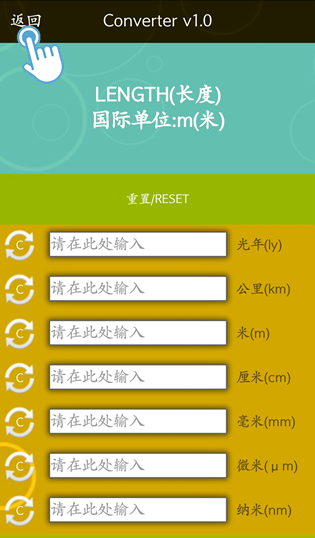 返回 Converter v1.0
LENGTH(长度)
国际单位:m(米)
重置/RESET
C 请在此处输入 光年(ly)
C 请在此处输入 公里(km)
C 请在此处输入 米(m)
C 请在此处输入 厘米(cm)
C 请在此处输入 毫米(mm)
C 请在此处输入 微米(μm)
C 请在此处输入 纳米(nm)